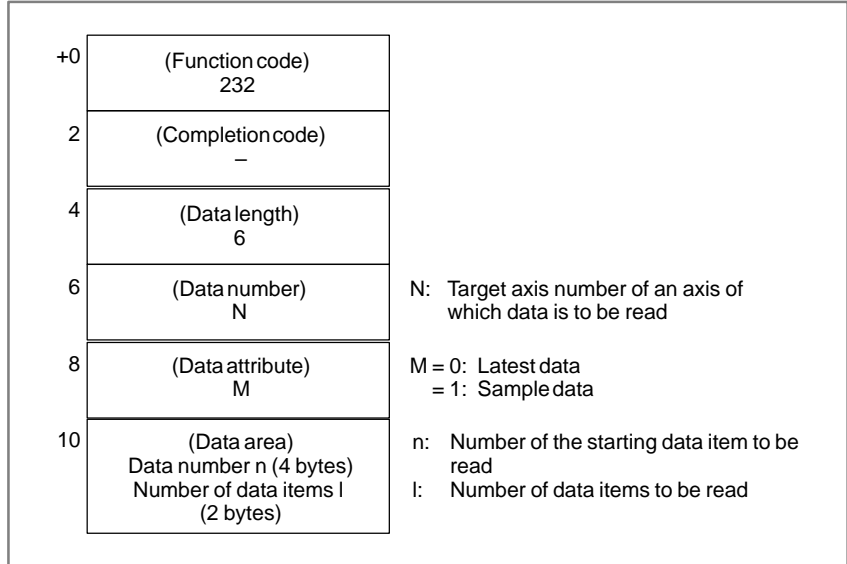 +0 (Function code)
232
2 (Completion code)
–
4 (Data length)
6
6 (Data number) N: Target axis number of an axis of
N which data is to be read
8 (Data attribute) M = 0: Latest data
M = 1: Sample data
10 (Data area) n: Number of the starting data item to be
Data number n (4 bytes) read
Number of data items l l: Number of data items to be read
(2 bytes)